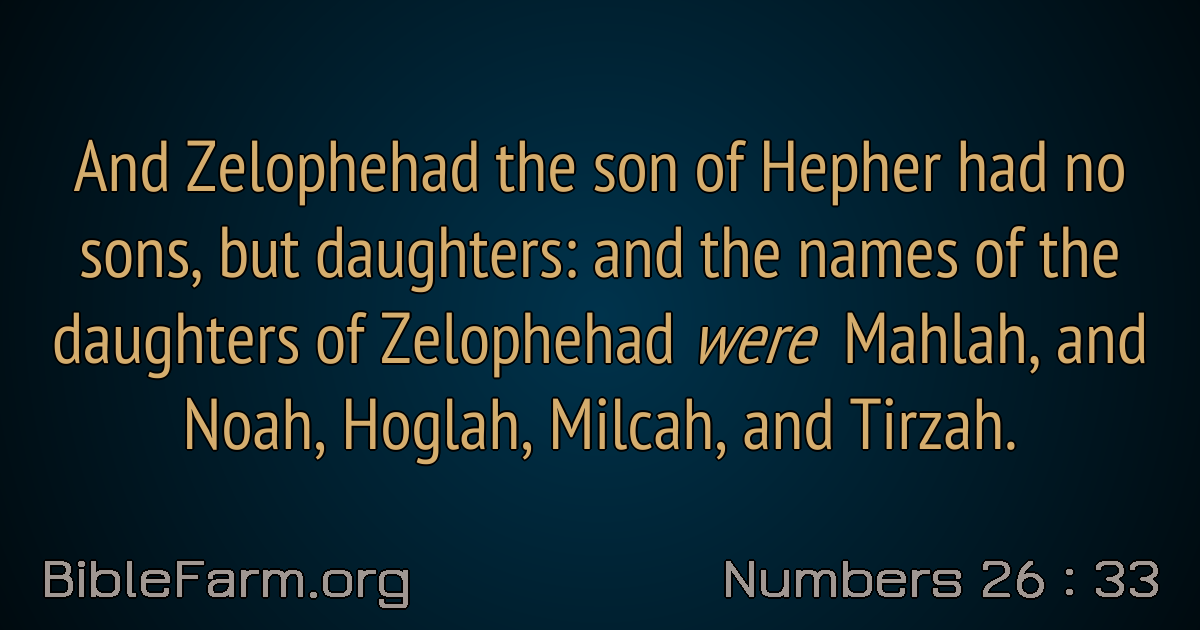 And Zelophehad the son of Hepher had no
sons, but daughters: and the names of the
daughters of Zelophehad were Mahlah, and
Noah, Hoglah, Milcah, and Tirzah.
BibleFarm.org
Numbers 26 : 33